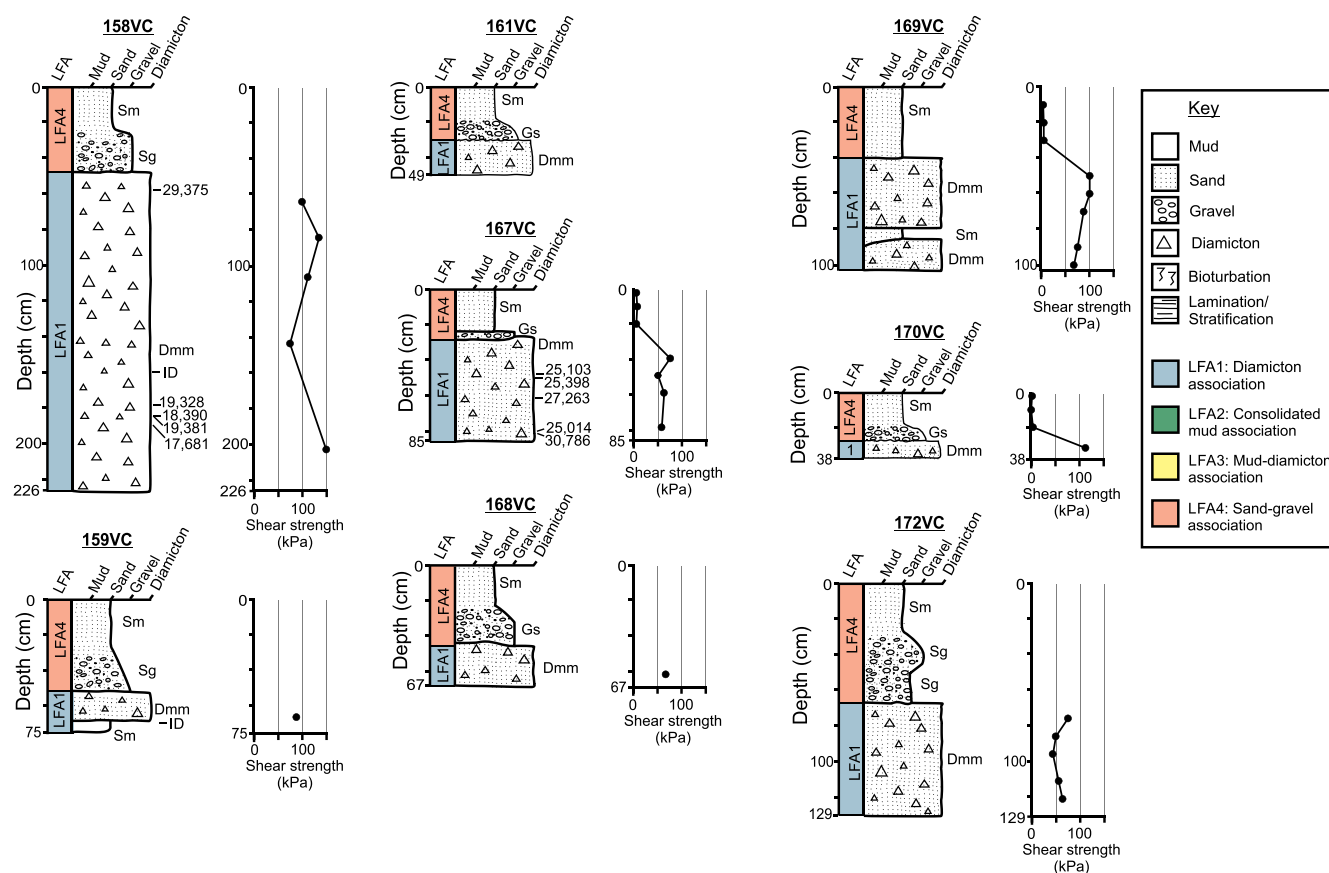 158VC
LFA
Mud
Sand
Gravel
Diamicton
Depth (cm)
0
100
200
226
LFA4
LFA1
Sm
Sg
29,375
Dmm
ID
19,328
18,390
19,381
17,681
0
100
200
226
0 100
Shear strength
(kPa)
159VC
LFA
Mud
Sand
Gravel
Diamicton
Depth (cm)
0
75
LFA4
LFA1
Sm
Sg
Dmm
ID
Sm
0
75
0 100
Shear strength
(kPa)
161VC
LFA
Mud
Sand
Gravel
Diamicton
Depth (cm)
0
49
LFA4
LFA1
Sm
Gs
Dmm
167VC
LFA
Mud
Sand
Gravel
Diamicton
Depth (cm)
0
85
LFA4
LFA1
Sm
Gs
Dmm
25,103
25,398
27,263
25,014
30,786
0
85
0 100
Shear strength
(kPa)
168VC
LFA
Mud
Sand
Gravel
Diamicton
Depth (cm)
0
67
LFA4
LFA1
Sm
Gs
Dmm
0
67
0 100
Shear strength
(kPa)
169VC
LFA
Mud
Sand
Gravel
Diamicton
Depth (cm)
0
100
LFA4
LFA1
Sm
Dmm
Sm
Dmm
0
100
0 100
Shear strength
(kPa)
170VC
LFA
Mud
Sand
Gravel
Diamicton
Depth (cm)
0
38
LFA4
1
Sm
Gs
Dmm
0
38
0 100
Shear strength
(kPa)
172VC
LFA
Mud
Sand
Gravel
Diamicton
Depth (cm)
0
100
129
LFA4
LFA1
Sm
Sg
Sg
Dmm
0
100
129
0 100
Shear strength
(kPa)
Key
Mud
Sand
Gravel
Diamicton
Bioturbation
Lamination/
Stratification
LFA1: Diamicton
association
LFA2: Consolidated
mud association
LFA3: Mud-diamicton
association
LFA4: Sand-gravel
association